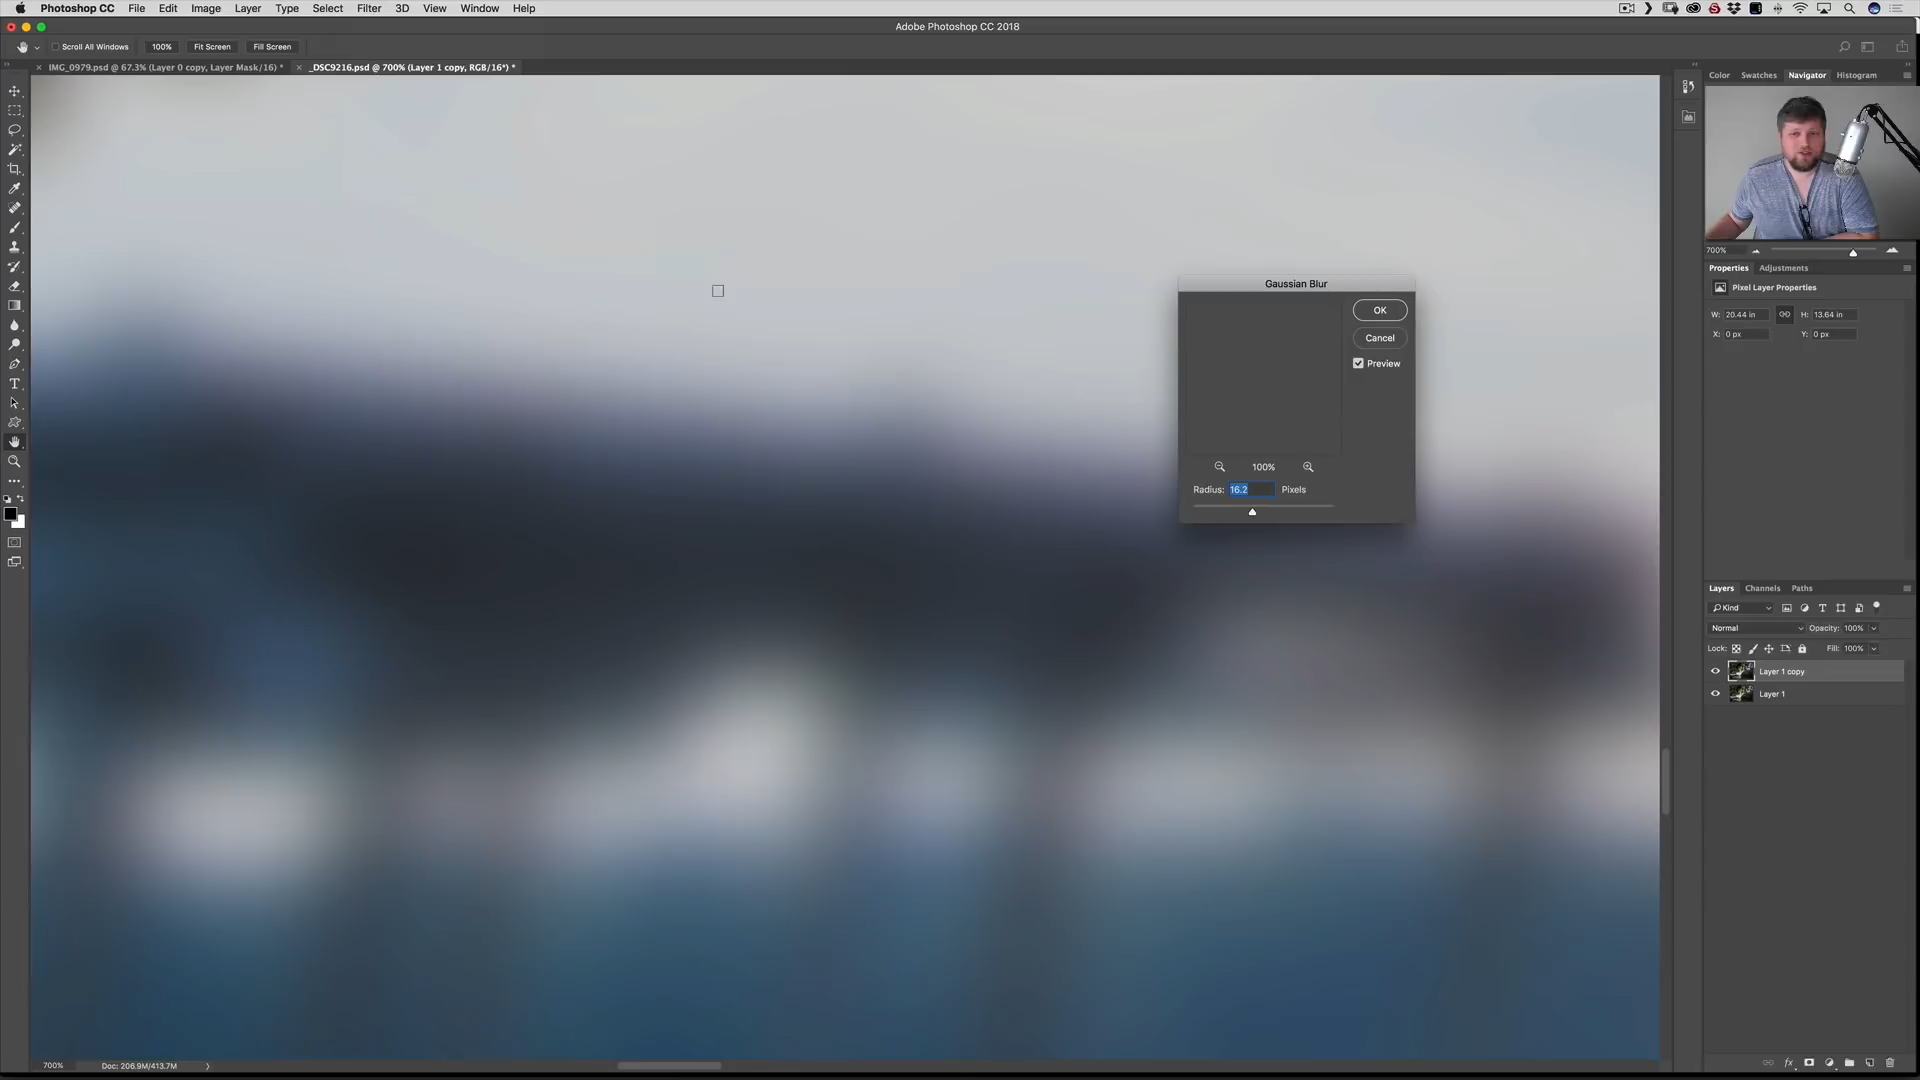 Photoshop CC File Edit Image Layer Type Select Filter 3D View Window Help
Adobe Photoshop CC 2018
Scroll All Windows 100% Fit Screen Fill Screen
IMG_0979.psd @ 67.3% (Layer 0 copy, Layer Mask/16) * _DSC9216.psd @ 700% (Layer 1 copy, RGB/16*) *
Color Swatches Navigator Histogram
700%
Properties Adjustments
Pixel Layer Properties
W: 20.44 in H: 13.64 in
X: 0 px Y: 0 px
Gaussian Blur
OK
Cancel
Preview
100%
Radius: 16.2 Pixels
Layers Channels Paths
Kind
Normal Opacity: 100%
Lock: Fill: 100%
Layer 1 copy
Layer 1
700% Doc: 206.9M/413.7M